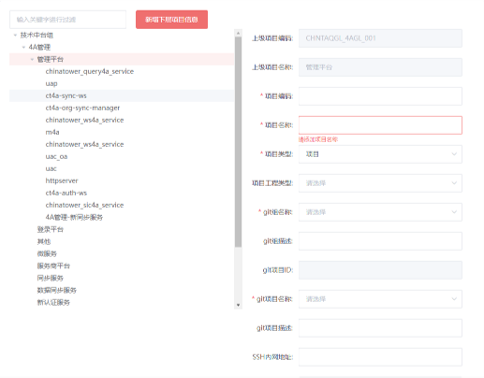 输入关键字进行过滤
新增下级项目信息
技术中台组
4A管理
管理平台
chinatower_query4a_service
uap
ct4a-sync-ws
ct4a-org-sync-manager
chinatower_ws4a_service
m4a
chinatower_ws4a_service
uac_oa
uac
httpserver
ct4a-auth-ws
chinatower_slc4a_service
4A管理-新同步服务
登录平台
其他
微服务
服务商平台
同步服务
数据同步服务
新认证服务
上级项目编码: CHNTAQGL_4AGL_001
上级项目名称: 管理平台
* 项目编码:
* 项目名称:
请添加项目名称
* 项目类型: 项目
项目工程类型: 请选择
* git组名称: 请选择
git组描述:
git项目ID:
* git项目名称: 请选择
git项目描述:
SSH内网地址: